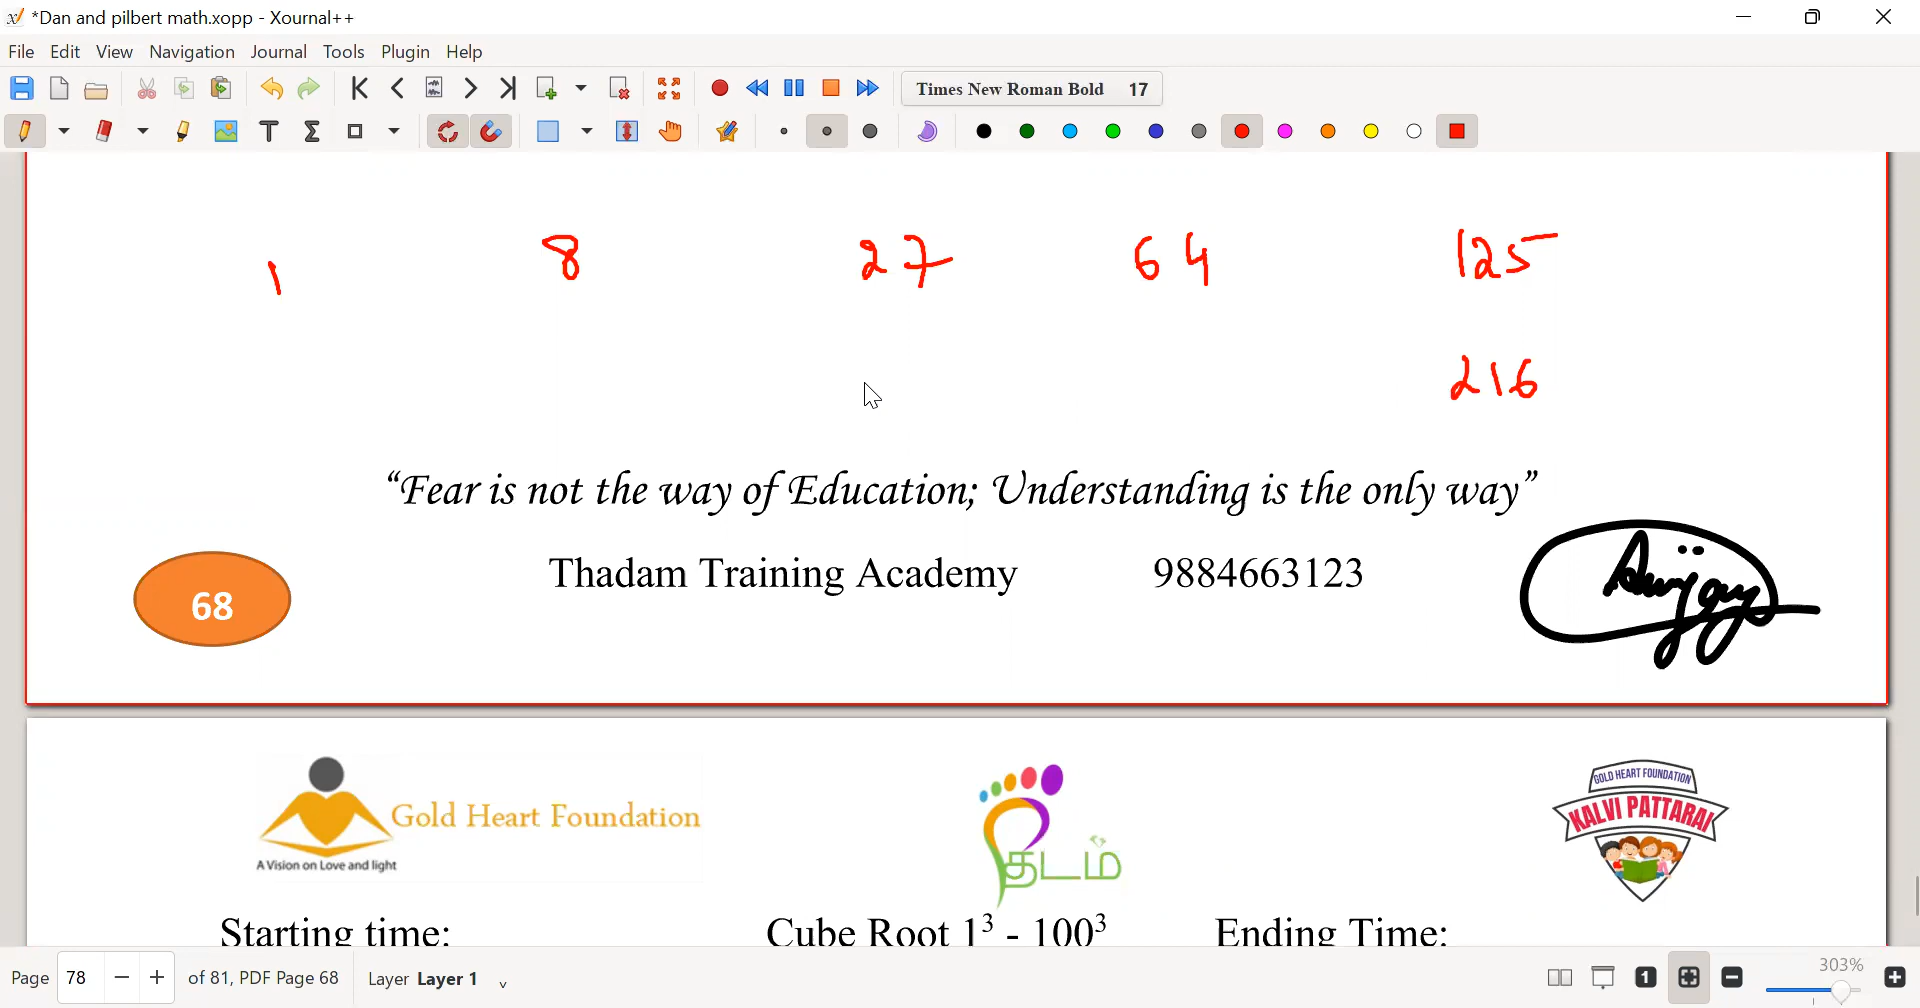 *Dan and pilbert math.xopp - Xournal++
File Edit View Navigation Journal Tools Plugin Help
Times New Roman Bold 17
1 8 27 64 125
216
“Fear is not the way of Education; Understanding is the only way”
Thadam Training Academy 9884663123
68
Gold Heart Foundation
A Vision on Love and light
தடம்
GOLD HEART FOUNDATION
KALVI PATTARAI
Starting time: Cube Root 1³ - 100³ Ending Time:
Page 78 of 81, PDF Page 68 Layer Layer 1 303%